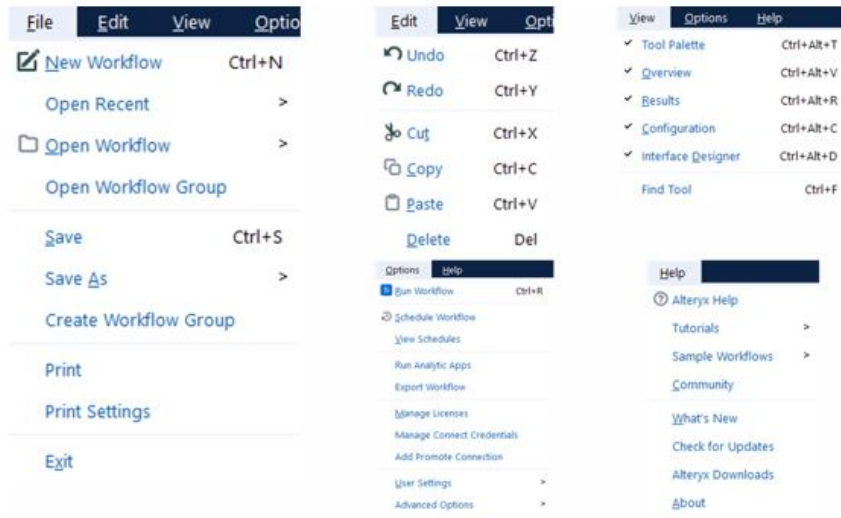 File Edit View Optio
New Workflow Ctrl+N
Open Recent >
Open Workflow >
Open Workflow Group
Save Ctrl+S
Save As >
Create Workflow Group
Print
Print Settings
Exit
Edit View Opti
Undo Ctrl+Z
Redo Ctrl+Y
Cut Ctrl+X
Copy Ctrl+C
Paste Ctrl+V
Delete Del
View Options Help
Tool Palette Ctrl+Alt+T
Overview Ctrl+Alt+V
Results Ctrl+Alt+R
Configuration Ctrl+Alt+C
Interface Designer Ctrl+Alt+D
Find Tool Ctrl+F
Options Help
Run Workflow Ctrl+R
Schedule Workflow
View Schedules
Run Analytic Apps
Export Workflow
Manage Licenses
Manage Connect Credentials
Add Promote Connection
User Settings >
Advanced Options >
Help
Alteryx Help
Tutorials >
Sample Workflows >
Community
What's New
Check for Updates
Alteryx Downloads
About